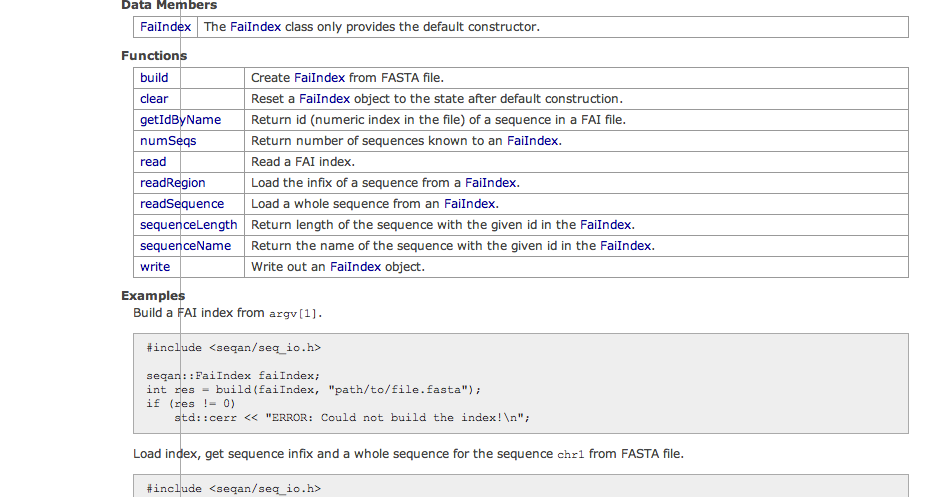 Data Members
FaiIndex The FaiIndex class only provides the default constructor.
Functions
build Create FaiIndex from FASTA file.
clear Reset a FaiIndex object to the state after default construction.
getIdByName Return id (numeric index in the file) of a sequence in a FAI file.
numSeqs Return number of sequences known to an FaiIndex.
read Read a FAI index.
readRegion Load the infix of a sequence from a FaiIndex.
readSequence Load a whole sequence from an FaiIndex.
sequenceLength Return length of the sequence with the given id in the FaiIndex.
sequenceName Return the name of the sequence with the given id in the FaiIndex.
write Write out an FaiIndex object.
Examples
Build a FAI index from argv[1].
#include <seqan/seq_io.h>
seqan::FaiIndex faiIndex;
int res = build(faiIndex, "path/to/file.fasta");
if (res != 0)
    std::cerr << "ERROR: Could not build the index!\n";
Load index, get sequence infix and a whole sequence for the sequence chr1 from FASTA file.
#include <seqan/seq_io.h>